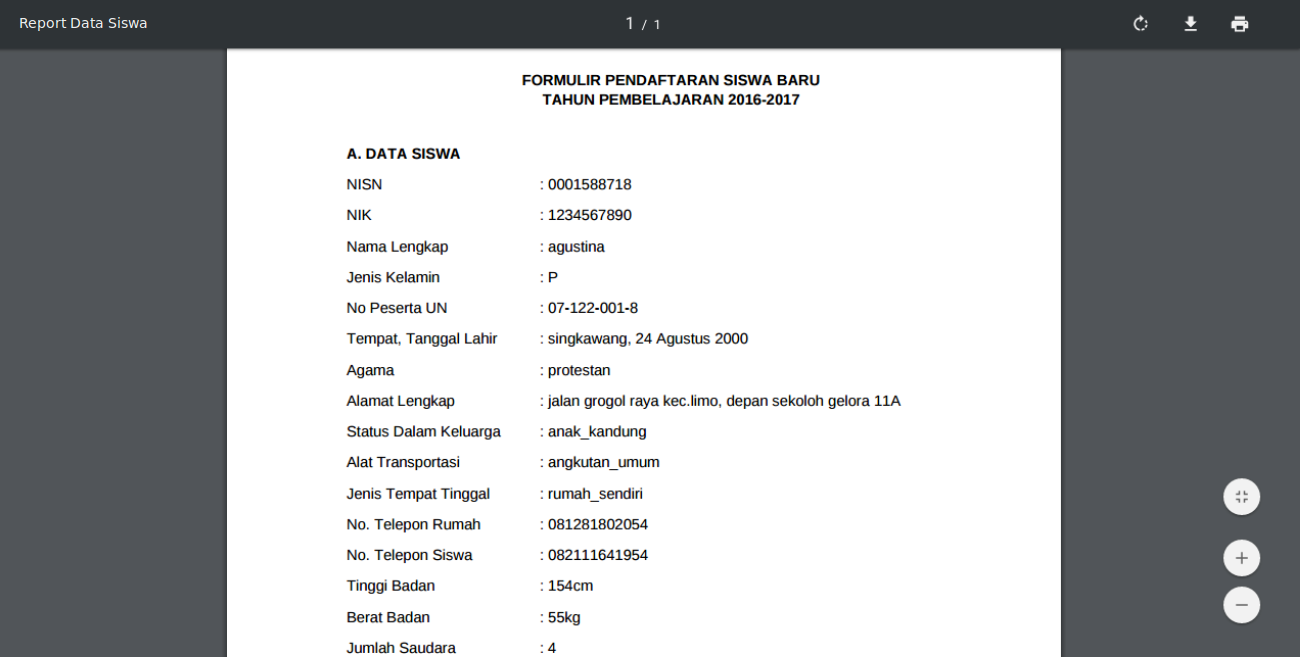 Report Data Siswa
1 / 1
FORMULIR PENDAFTARAN SISWA BARU
TAHUN PEMBELAJARAN 2016-2017
A. DATA SISWA
NISN : 0001588718
NIK : 1234567890
Nama Lengkap : agustina
Jenis Kelamin : P
No Peserta UN : 07-122-001-8
Tempat, Tanggal Lahir : singkawang, 24 Agustus 2000
Agama : protestan
Alamat Lengkap : jalan grogol raya kec.limo, depan sekoloh gelora 11A
Status Dalam Keluarga : anak_kandung
Alat Transportasi : angkutan_umum
Jenis Tempat Tinggal : rumah_sendiri
No. Telepon Rumah : 081281802054
No. Telepon Siswa : 082111641954
Tinggi Badan : 154cm
Berat Badan : 55kg
Jumlah Saudara : 4